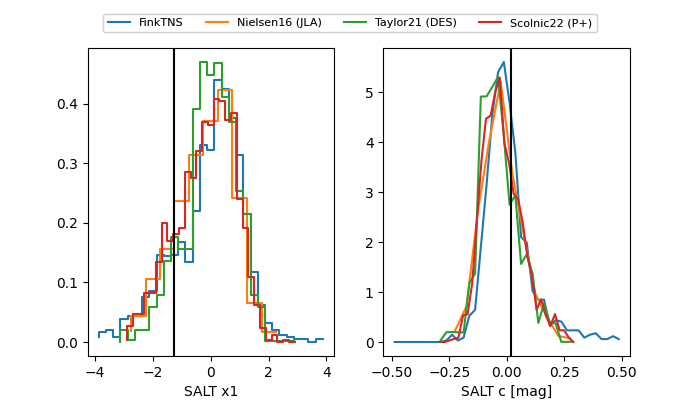 FinkTNS Nielsen16 (JLA) Taylor21 (DES) Scolnic22 (P+)
0.4
0.3
0.2
0.1
0.0
−4 −2 0 2 4
SALT x1
5
4
3
2
1
0
−0.50 −0.25 0.00 0.25 0.50
SALT c [mag]